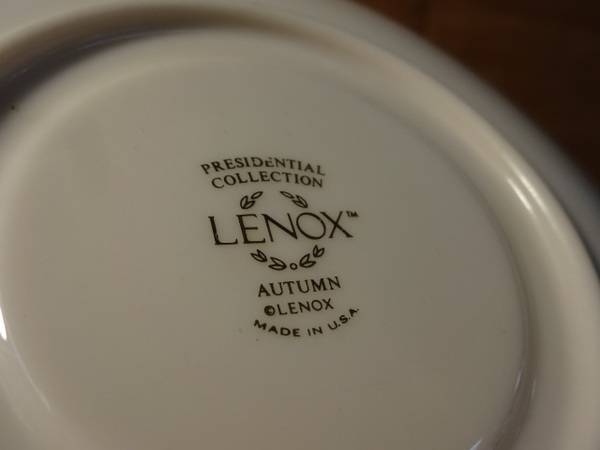 PRESIDENTIAL
COLLECTION
LENOX™
AUTUMN
©LENOX
MADE IN U.S.A.